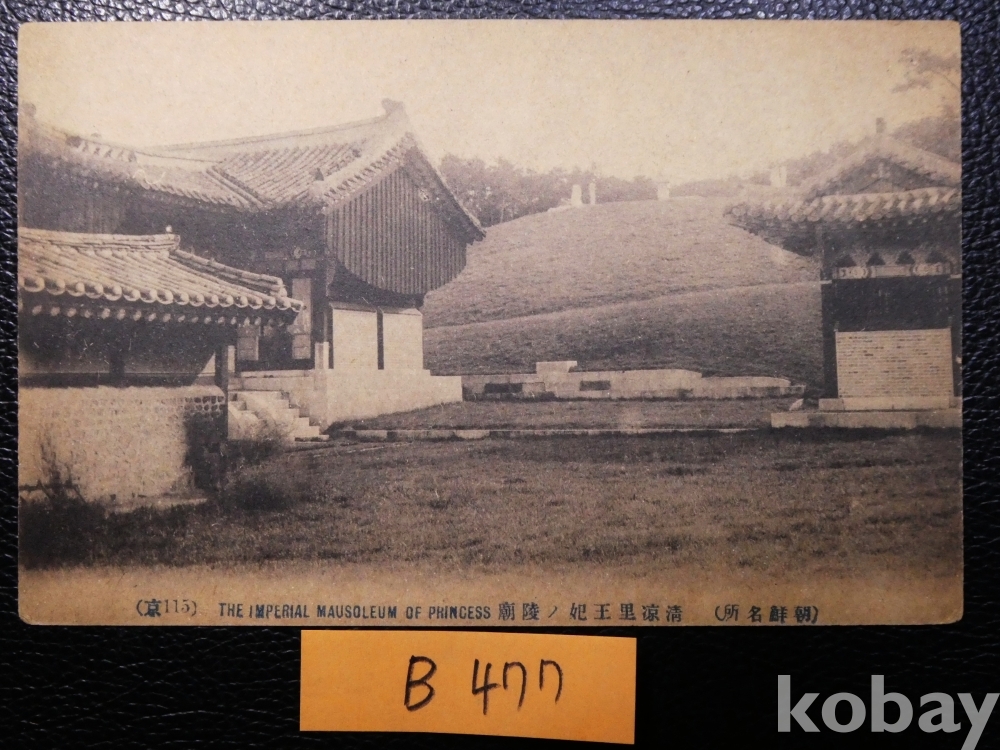 (京115) THE IMPERIAL MAUSOLEUM OF PRINCESS 廟陵ノ妃王里凉清 (所名鮮朝)
B 477
kobay